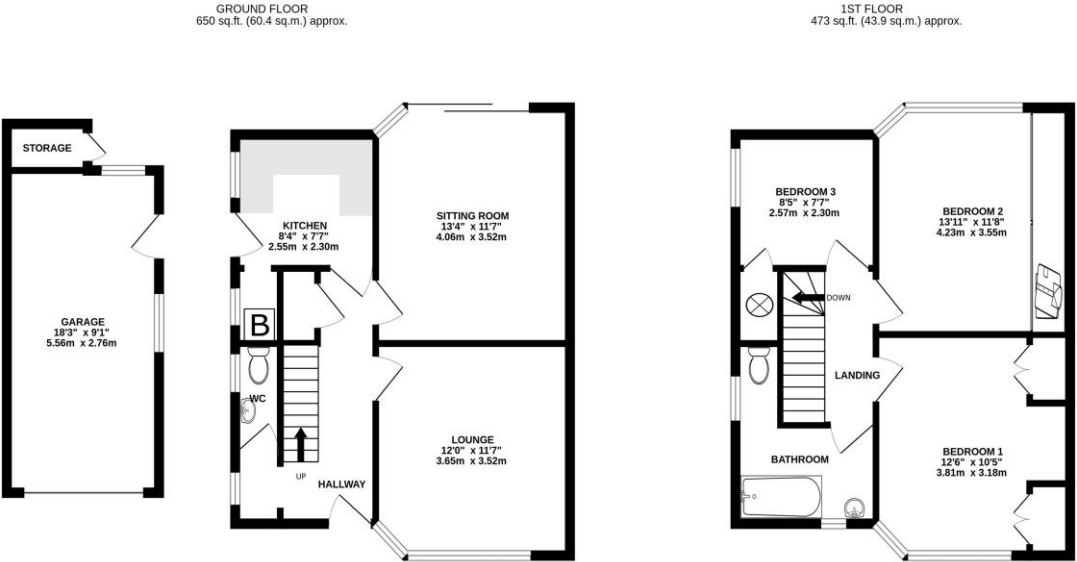 GROUND FLOOR
650 sq.ft. (60.4 sq.m.) approx.
1ST FLOOR
473 sq.ft. (43.9 sq.m.) approx.
STORAGE
GARAGE
18'3" x 9'1"
5.56m x 2.76m
KITCHEN
8'4" x 7'7"
2.55m x 2.30m
SITTING ROOM
13'4" x 11'7"
4.06m x 3.52m
B
WC
UP
HALLWAY
LOUNGE
12'0" x 11'7"
3.65m x 3.52m
BEDROOM 3
8'5" x 7'7"
2.57m x 2.30m
BEDROOM 2
13'11" x 11'8"
4.23m x 3.55m
DOWN
LANDING
BATHROOM
BEDROOM 1
12'6" x 10'5"
3.81m x 3.18m